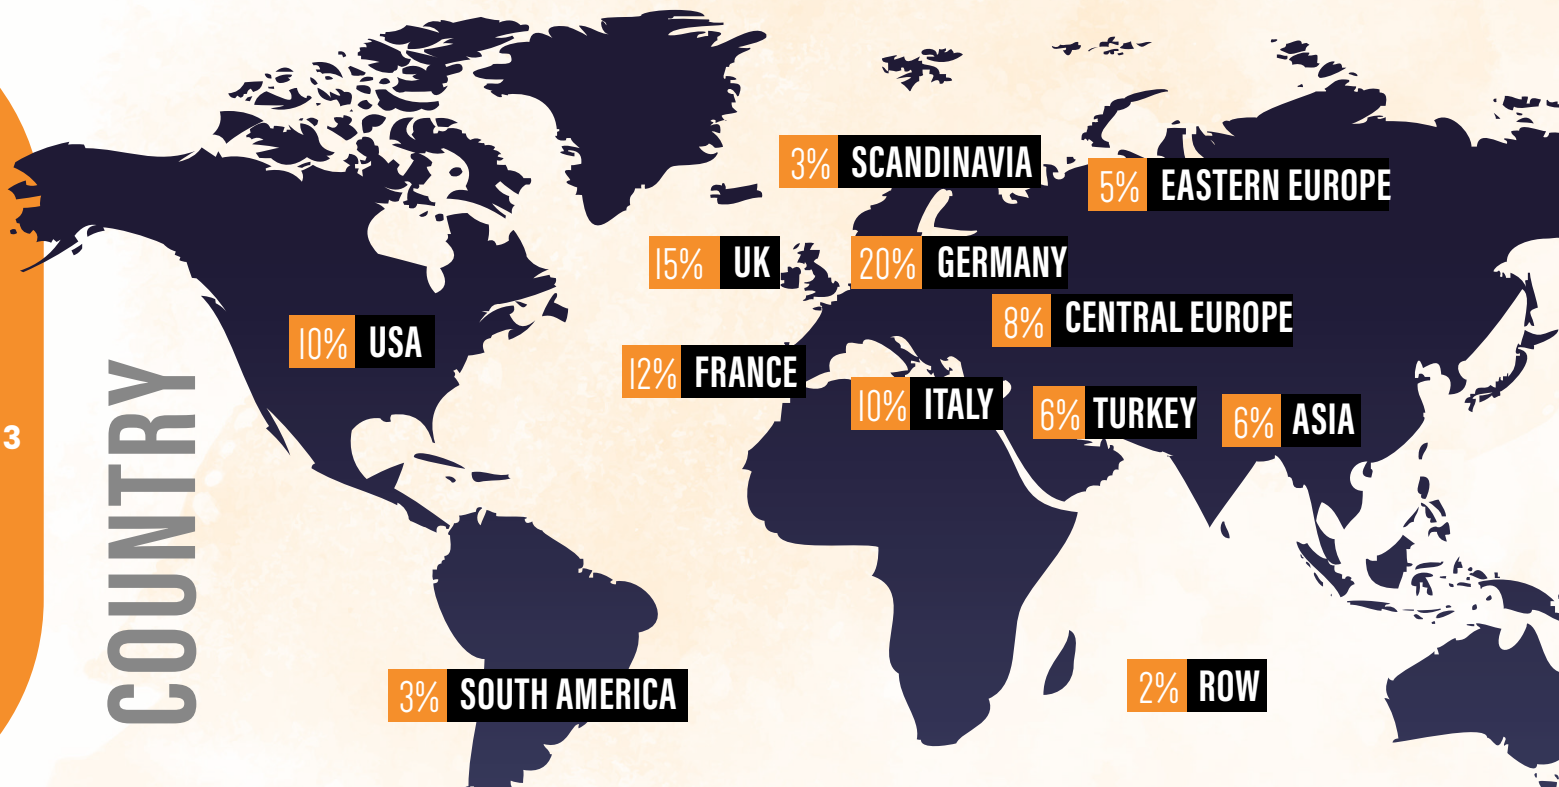 3% SCANDINAVIA
5% EASTERN EUROPE
15% UK
20% GERMANY
8% CENTRAL EUROPE
10% USA
12% FRANCE
10% ITALY
6% TURKEY
6% ASIA
3
COUNTRY
3% SOUTH AMERICA
2% ROW